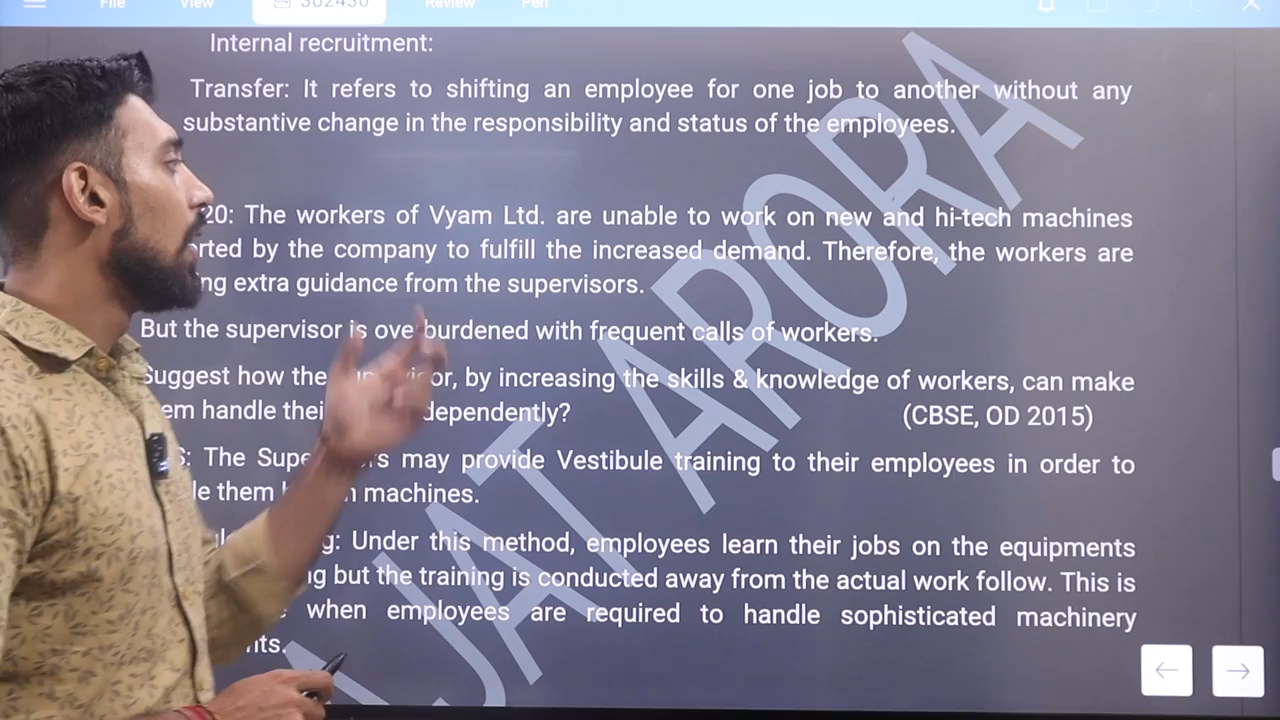 File View 302430 Review Pen
Internal recruitment:
Transfer: It refers to shifting an employee for one job to another without any
substantive change in the responsibility and status of the employees.
20: The workers of Vyam Ltd. are unable to work on new and hi-tech machines
by the company to fulfill the increased demand. Therefore, the workers are
extra guidance from the supervisors.
But the supervisor is overburdened with frequent calls of workers.
Suggest how the by increasing the skills & knowledge of workers, can make
handle
(CBSE, OD 2015)
The may provide Vestibule training to their employees in order to
them machines.
Under this method, employees learn their jobs on the equipments
but the training is conducted away from the actual work follow. This is
when employees are required to handle sophisticated machinery
AJAT ARORA